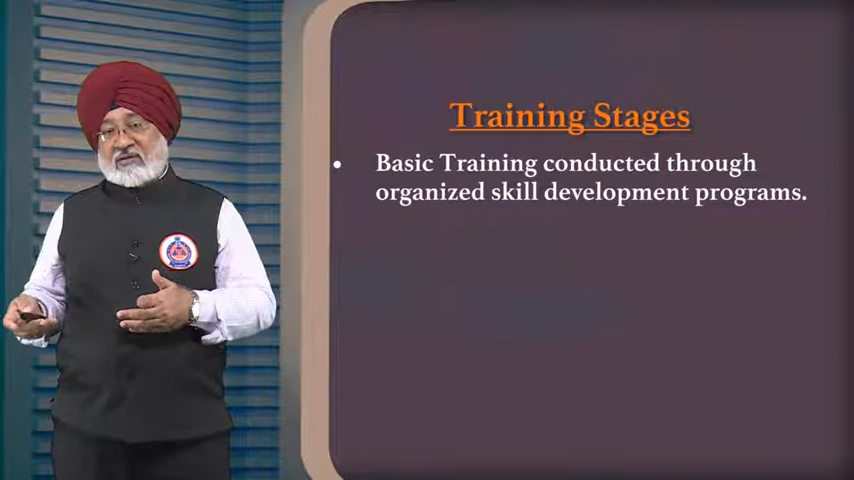 Training Stages
• Basic Training conducted through
organized skill development programs.